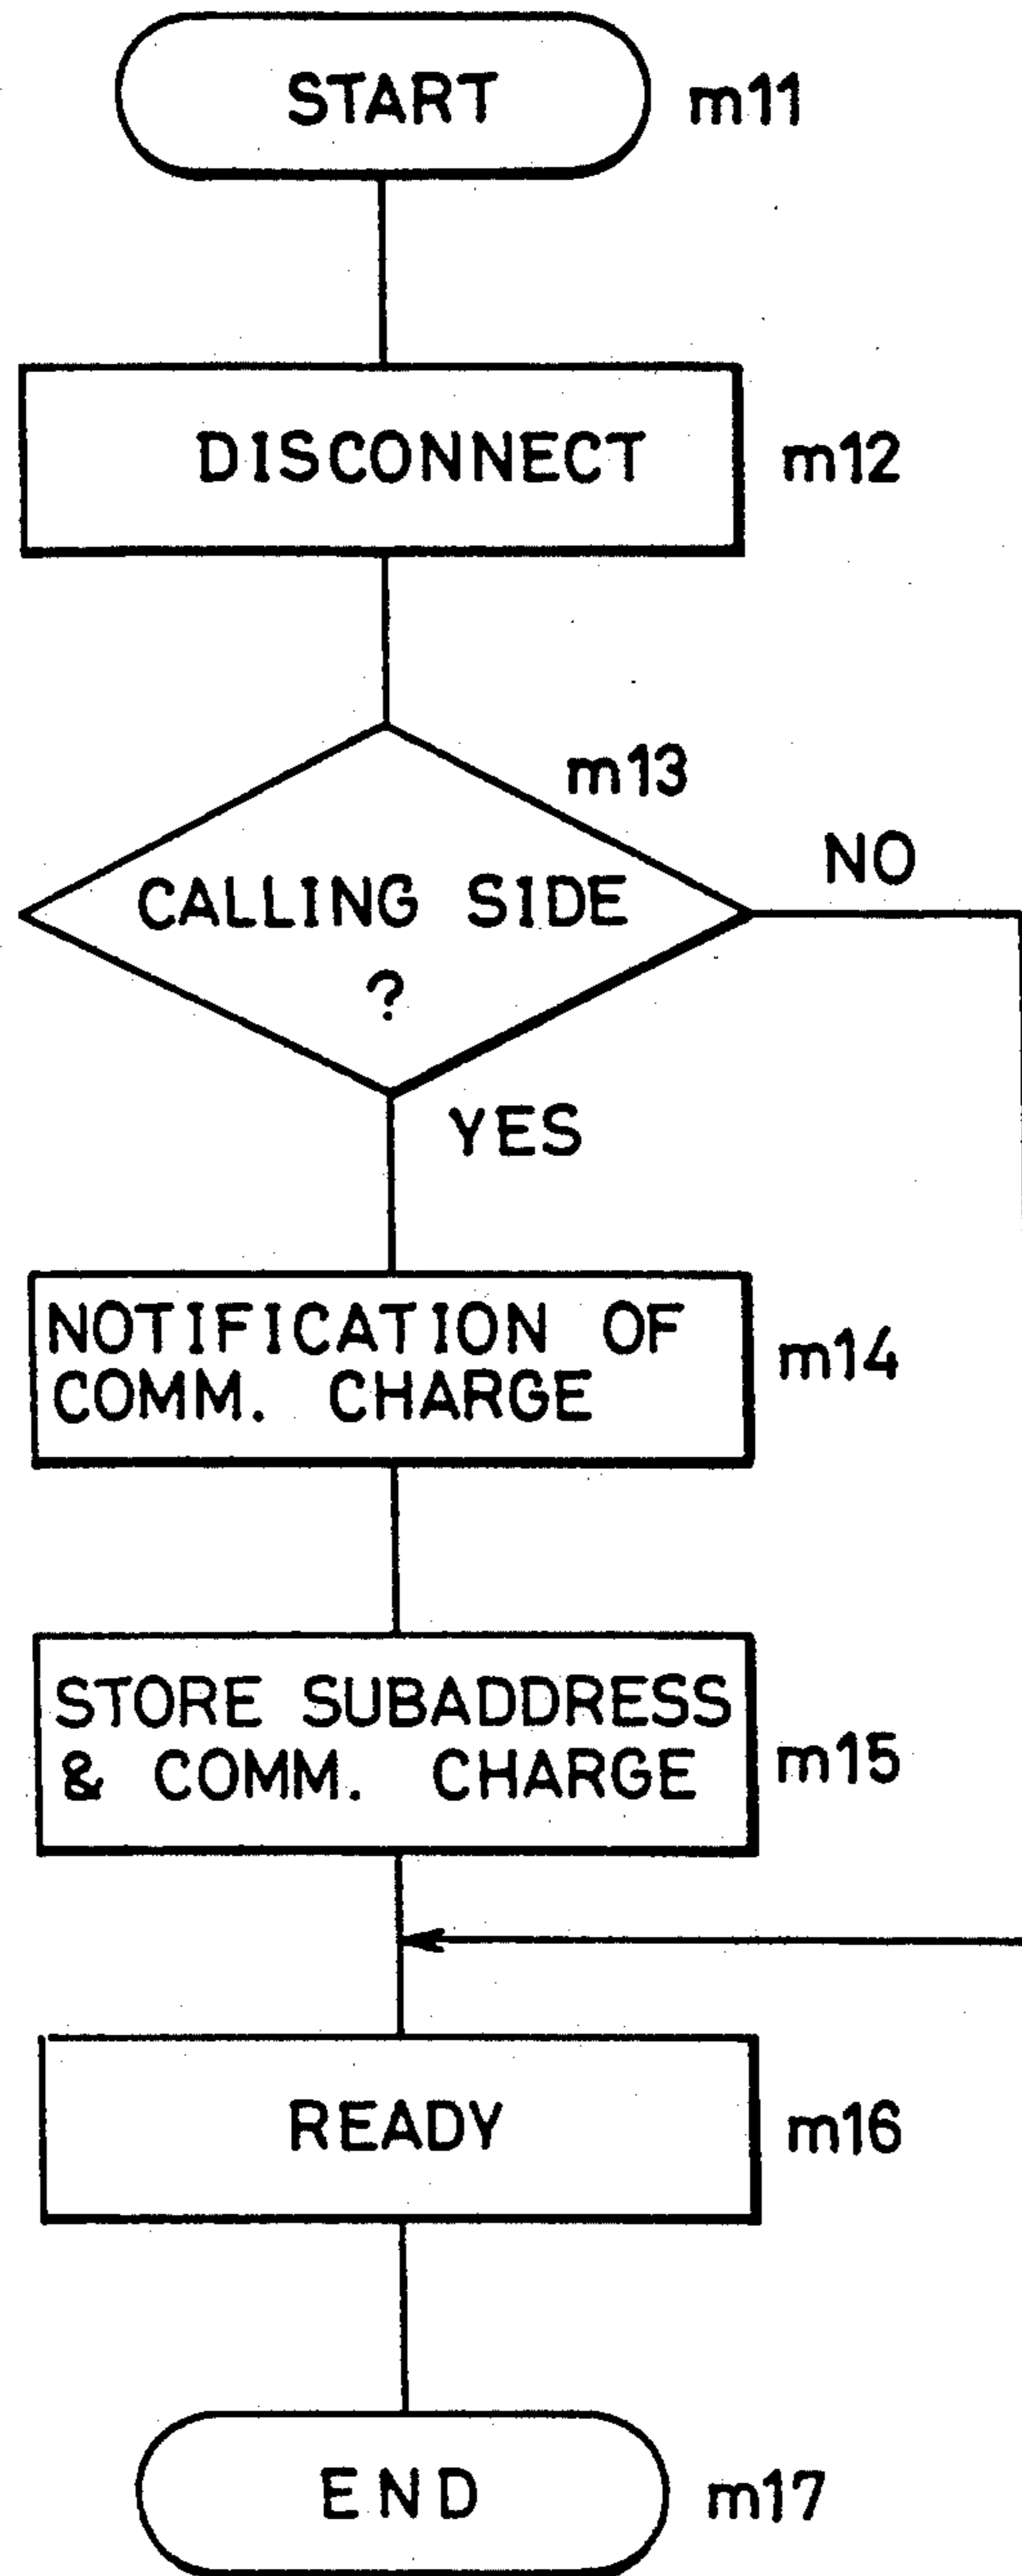 START m11
DISCONNECT m12
m13
NO
CALLING SIDE
?
YES
NOTIFICATION OF
COMM. CHARGE
m14
STORE SUBADDRESS
& COMM. CHARGE
m15
READY m16
END m17